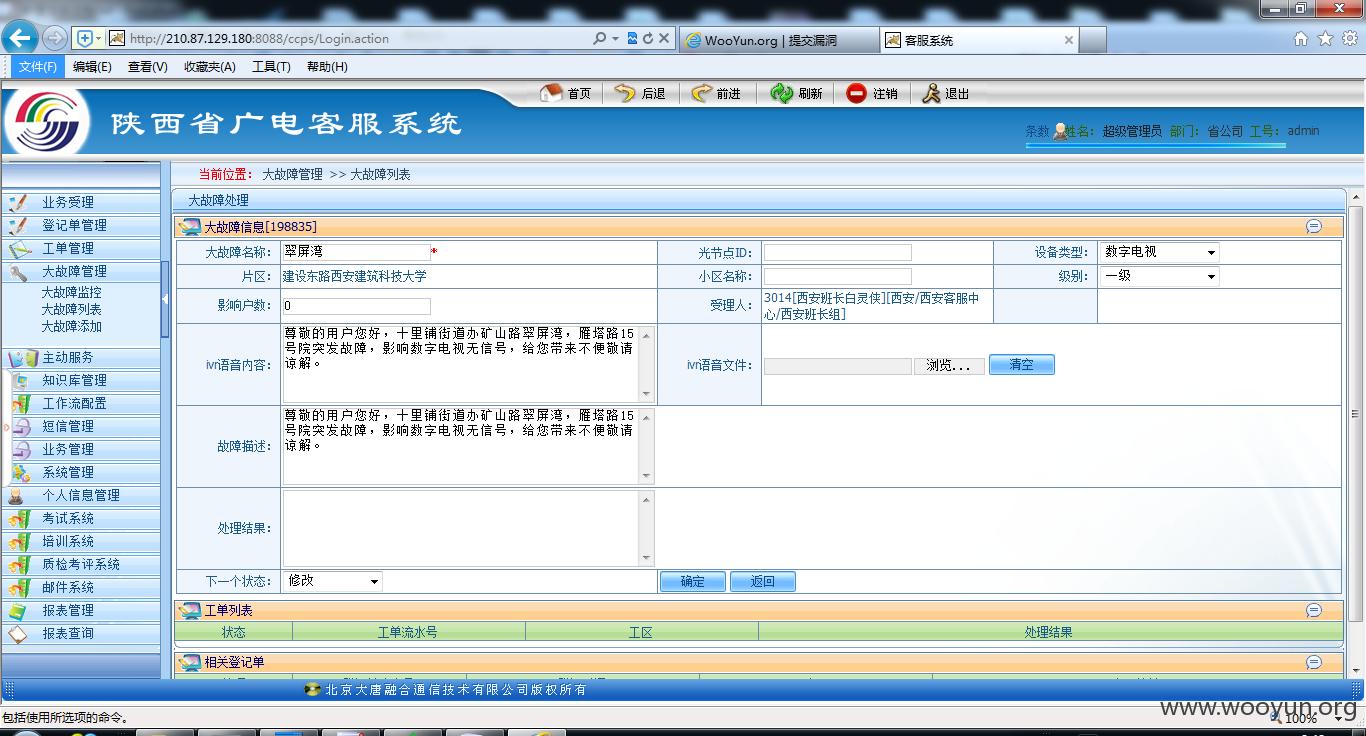 http://210.87.129.180:8088/ccps/Login.action
WooYun.org | 提交漏洞
客服系统
文件(F) 编辑(E) 查看(V) 收藏夹(A) 工具(T) 帮助(H)
首页 后退 前进 刷新 注销 退出
陕西省广电客服系统
条数 姓名： 超级管理员 部门： 省公司 工号： admin
当前位置： 大故障管理 >> 大故障列表
业务受理
登记单管理
工单管理
大故障管理
大故障监控
大故障列表
大故障添加
主动服务
知识库管理
工作流配置
短信管理
业务管理
系统管理
个人信息管理
考试系统
培训系统
质检考评系统
邮件系统
报表管理
报表查询
大故障处理
大故障信息[198835]
大故障名称： 翠屏湾 * 光节点ID： 设备类型： 数字电视
片区： 建设东路西安建筑科技大学 小区名称： 级别： 一级
影响户数： 0 受理人： 3014[西安班长白灵侠][西安/西安客服中
心/西安班长组]
ivr语音内容：
尊敬的用户您好，十里铺街道办矿山路翠屏湾，雁塔路15
号院突发故障，影响数字电视无信号，给您带来不便敬请
谅解。
ivr语音文件： 浏览... 清空
故障描述：
尊敬的用户您好，十里铺街道办矿山路翠屏湾，雁塔路15
号院突发故障，影响数字电视无信号，给您带来不便敬请
谅解。
处理结果：
下一个状态： 修改 确定 返回
工单列表
状态 工单流水号 工区 处理结果
相关登记单
北京大唐融合通信技术有限公司版权所有
包括使用所选项的命令。
100%
www.wooyun.org